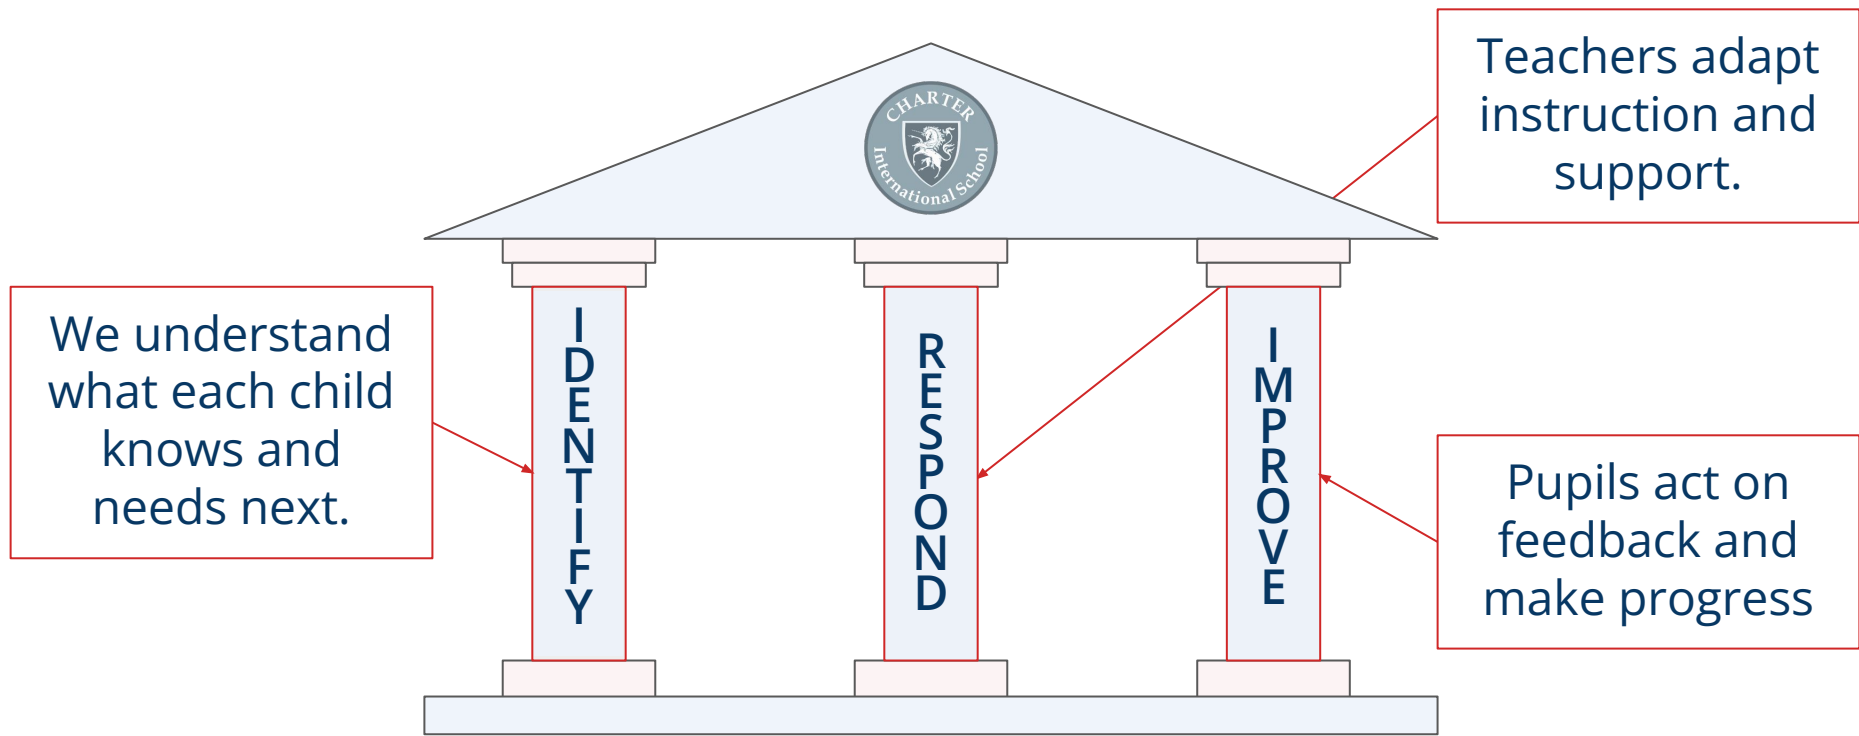 CHARTER
International School
Teachers adapt
instruction and
support.
We understand
what each child
knows and
needs next.
IDENTIFY
RESPOND
IMPROVE
Pupils act on
feedback and
make progress